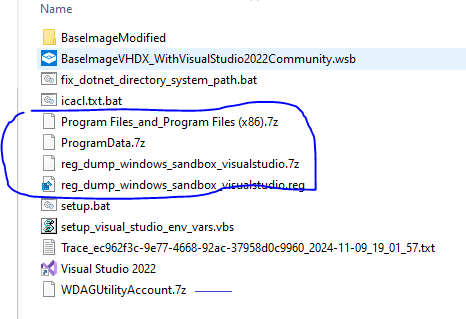 Name
BaseImageModified
BaseImageVHDX_WithVisualStudio2022Community.wsb
fix_dotnet_directory_system_path.bat
icacl.txt.bat
Program Files_and_Program Files (x86).7z
ProgramData.7z
reg_dump_windows_sandbox_visualstudio.7z
reg_dump_windows_sandbox_visualstudio.reg
setup.bat
setup_visual_studio_env_vars.vbs
Trace_ec962f3c-9e77-4668-92ac-37958d0c9960_2024-11-09_19_01_57.txt
Visual Studio 2022
WDAGUtilityAccount.7z